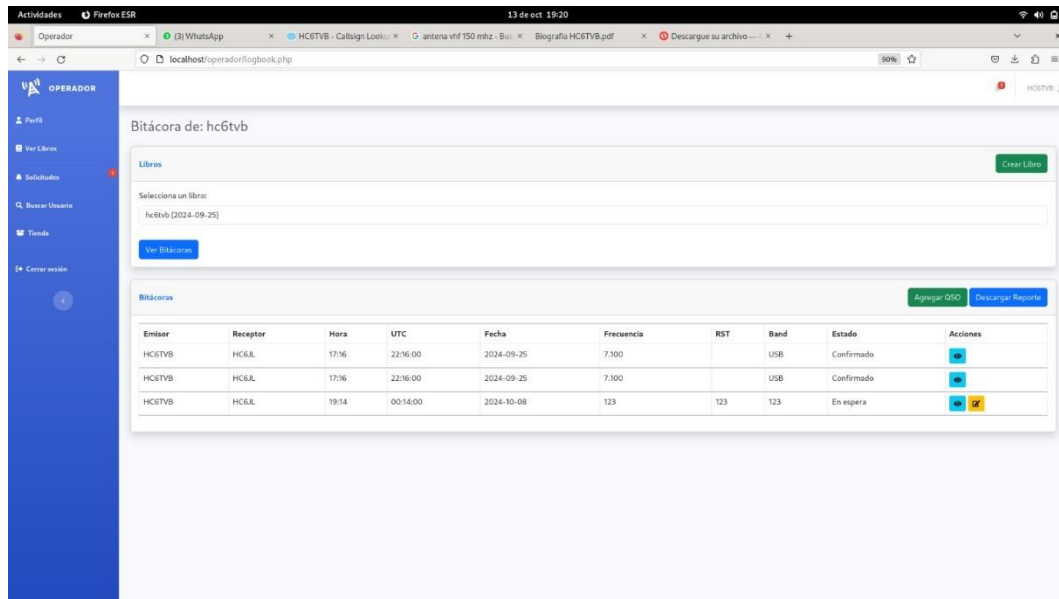 Actividades Firefox ESR 13 de oct 19:20
Operador (3) WhatsApp HC6TVB - Callsign Looku antena vhf 150 mhz - Bus Biografia HC6TVB.pdf Descargue su archivo —
localhost/operador/logbook.php 90%
OPERADOR
HC6TVB
Perfil
Ver Libros
Solicitudes
Buscar Usuario
Tienda
Cerrar sesión
Bitácora de: hc6tvb
Libros Crear Libro
Selecciona un libro:
hc6tvb (2024-09-25)
Ver Bitácoras
Bitácoras Agregar QSO Descargar Reporte
Emisor Receptor Hora UTC Fecha Frecuencia RST Band Estado Acciones
HC6TVB HC6JL 17:16 22:16:00 2024-09-25 7.100 USB Confirmado
HC6TVB HC6JL 17:16 22:16:00 2024-09-25 7.100 USB Confirmado
HC6TVB HC6JL 19:14 00:14:00 2024-10-08 123 123 123 En espera